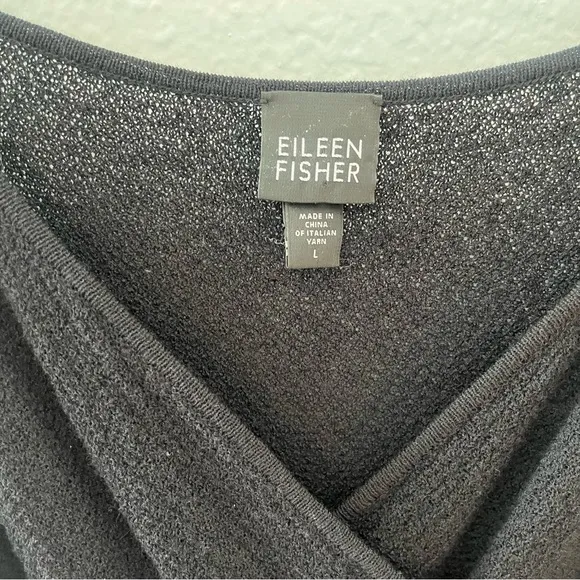 EILEEN
FISHER
MADE IN
CHINA
OF ITALIAN
YARN
L